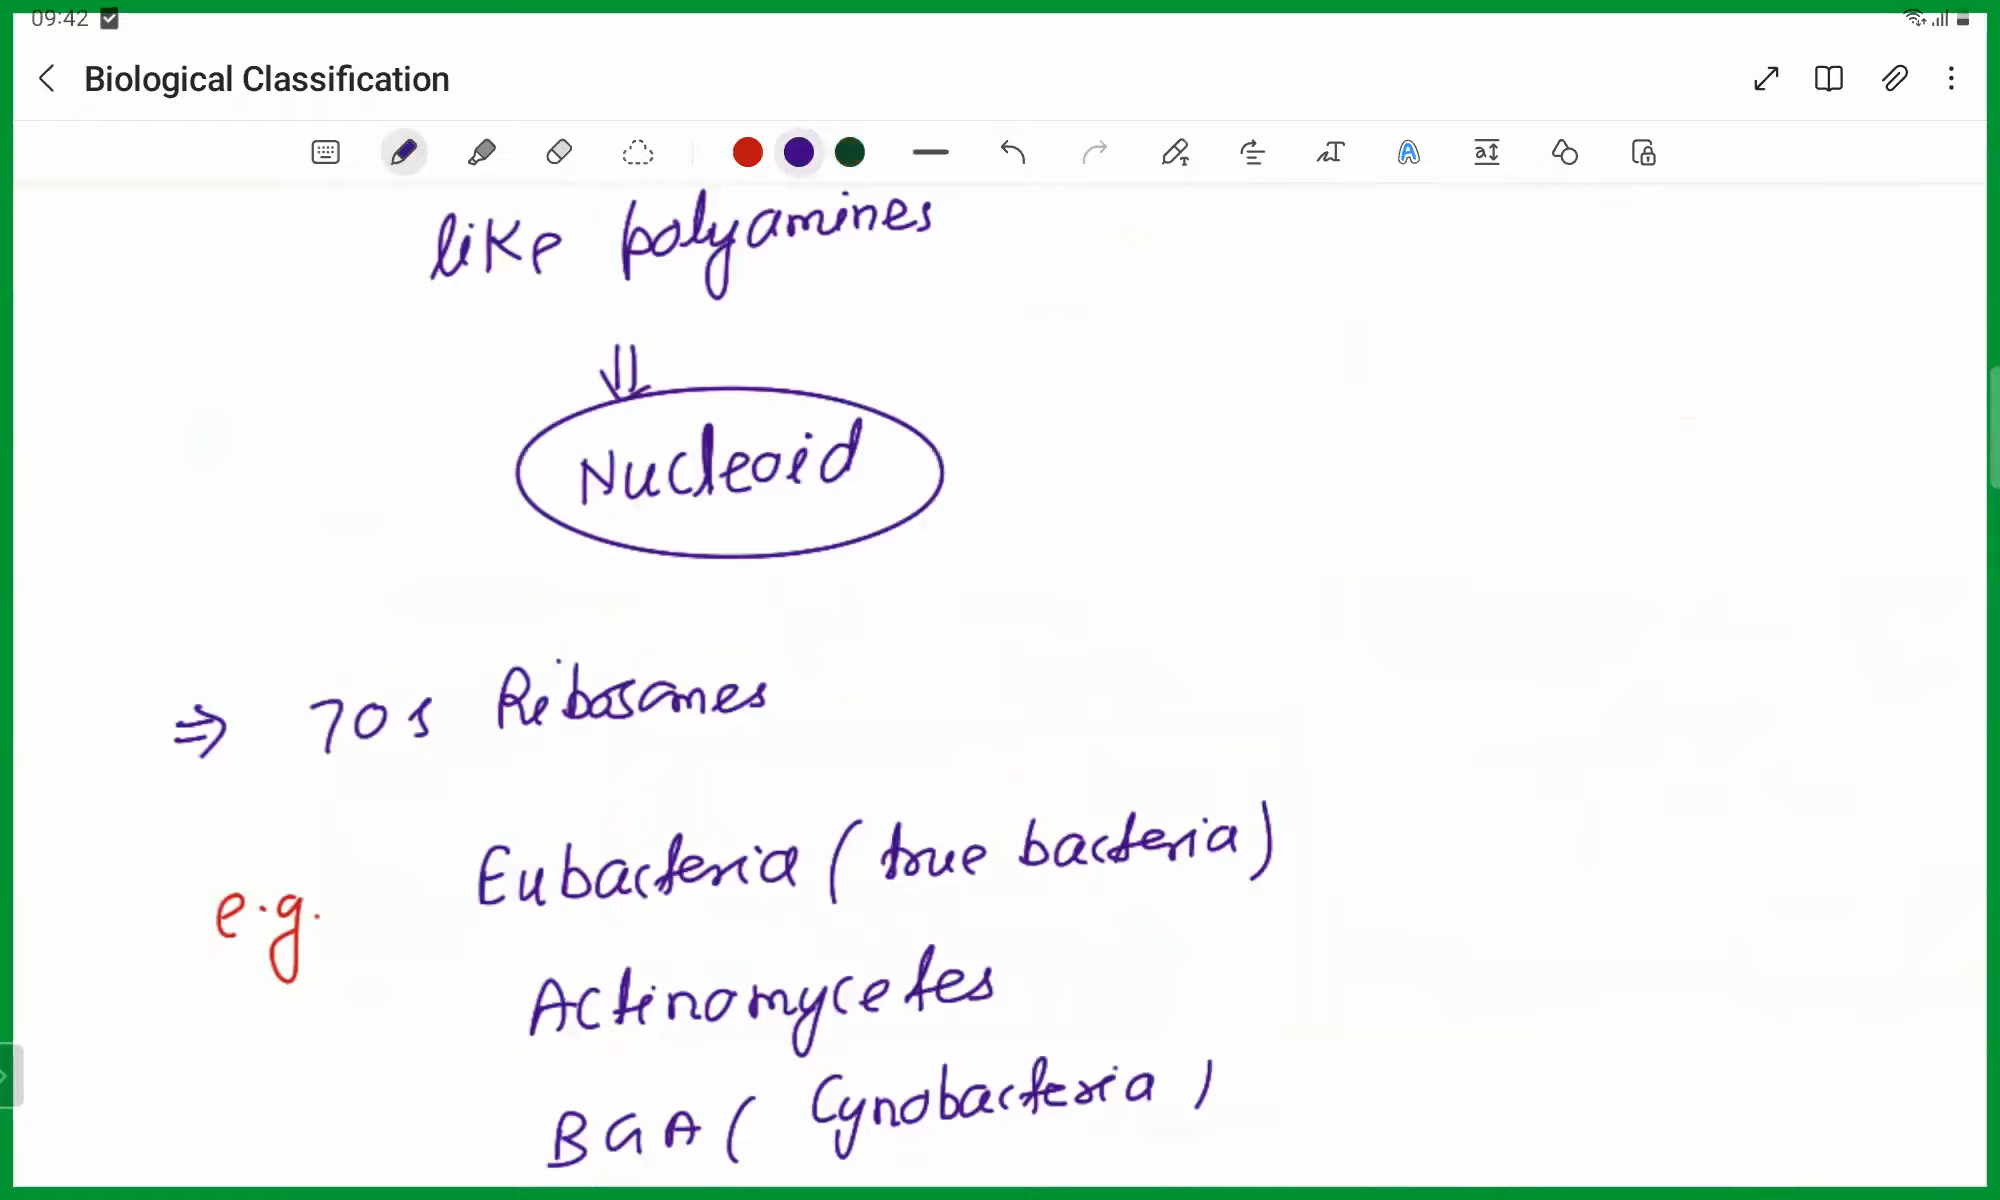 09:42
Biological Classification
like polyamines
Nucleoid
⇒ 70s Ribosomes
Eubacteria (true bacteria)
e.g.
Actinomycetes
BGA ( Cynobacteria )